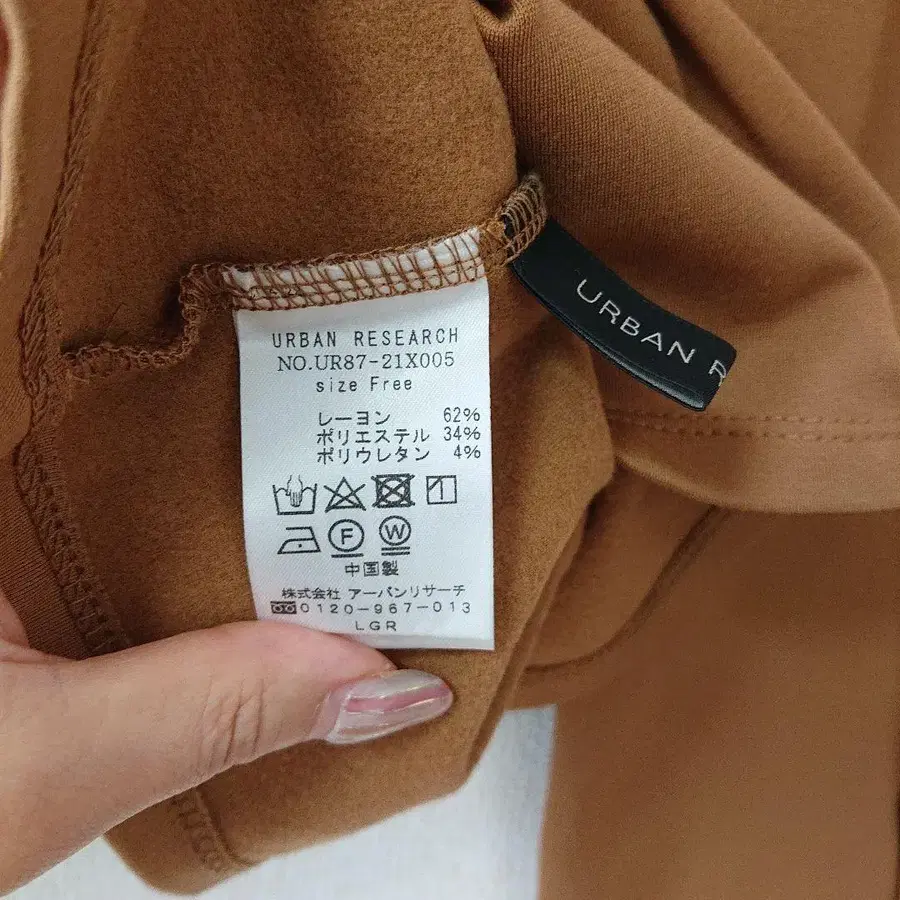 URBAN RESEARCH
NO.UR87-21X005
size Free
レーヨン 62%
ポリエステル 34%
ポリウレタン 4%
F W
中国製
株式会社 アーバンリサーチ
0120-967-013
LGR
URBAN R